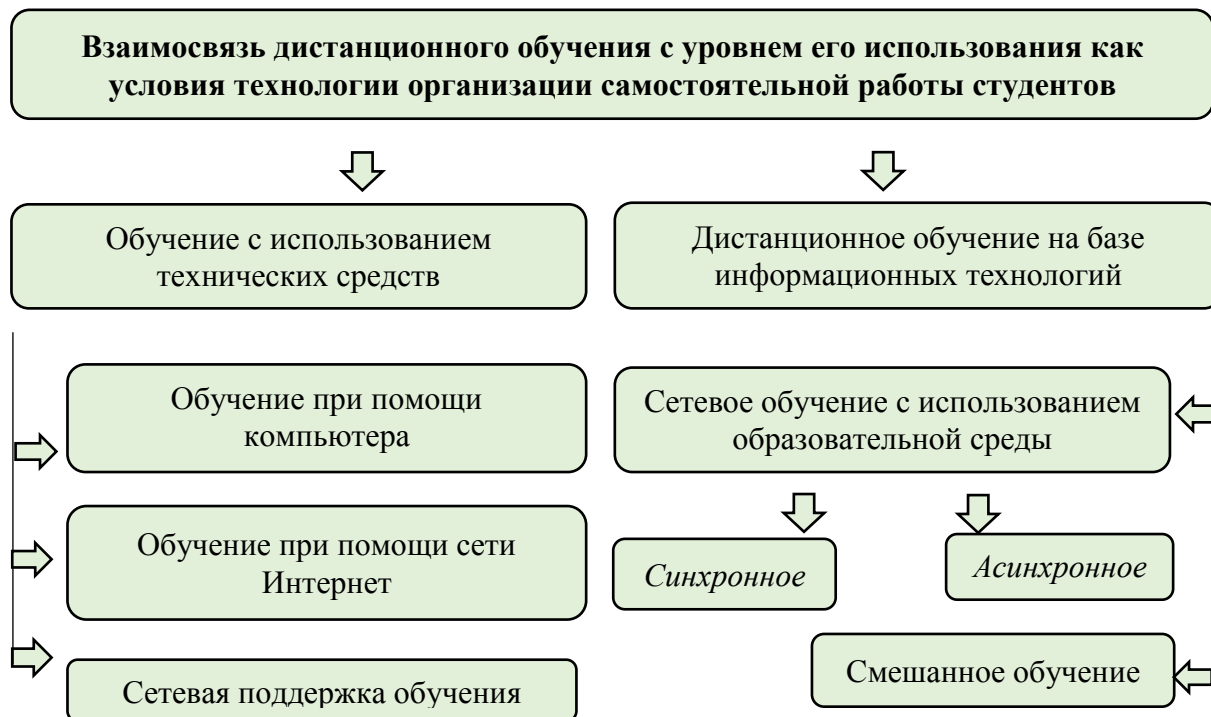 Взаимосвязь дистанционного обучения с уровнем его использования как
условия технологии организации самостоятельной работы студентов
Обучение с использованием
технических средств
Дистанционное обучение на базе
информационных технологий
Обучение при помощи
компьютера
Сетевое обучение с использованием
образовательной среды
Обучение при помощи сети
Интернет
Синхронное
Асинхронное
Сетевая поддержка обучения
Смешанное обучение